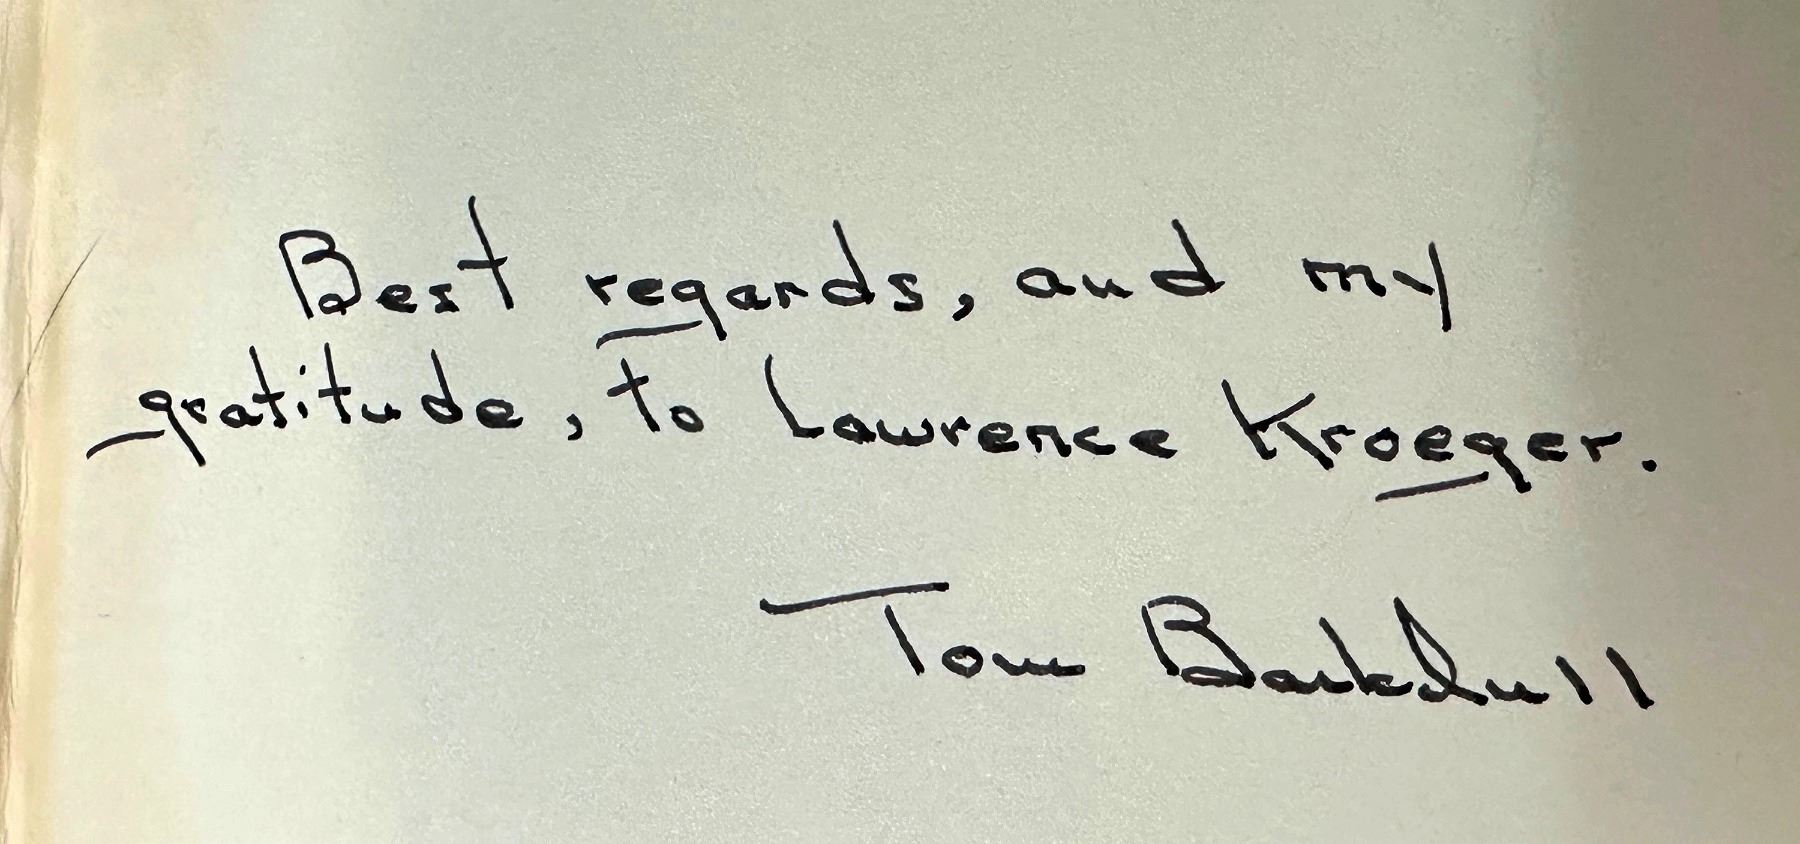 Best regards, and my
gratitude, to Lawrence Kroeger.
Tom Barkdull